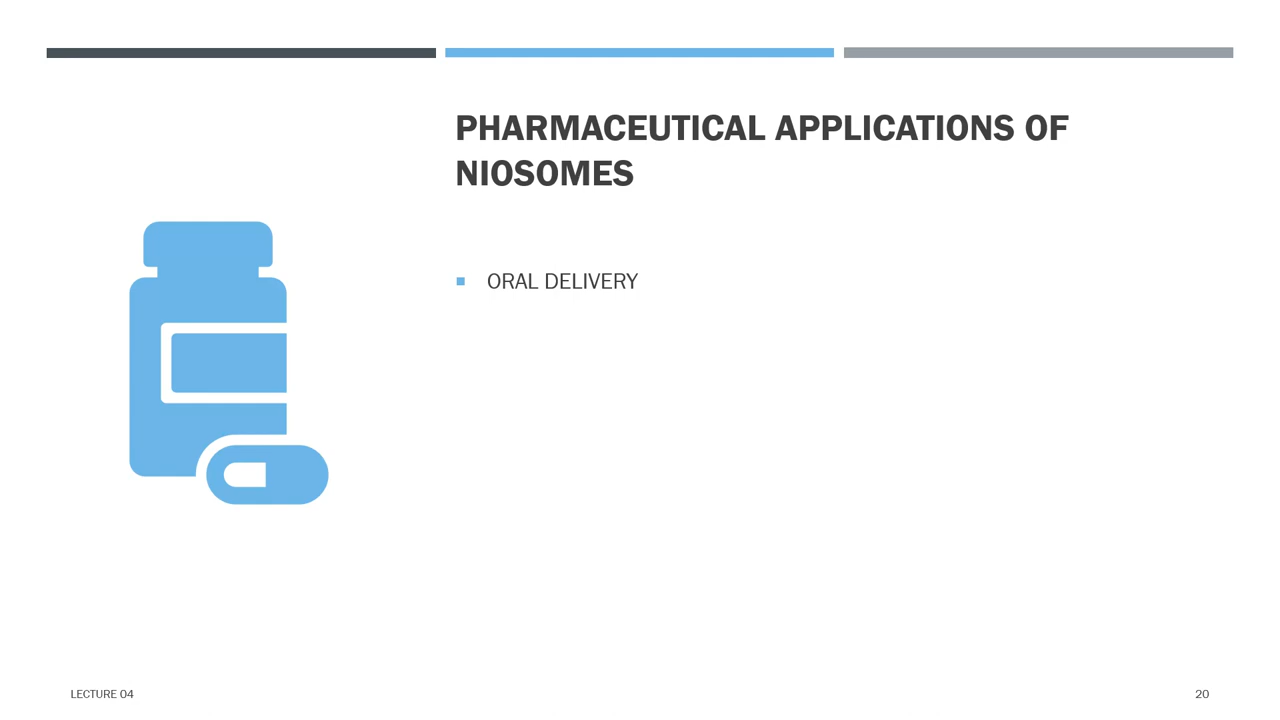 PHARMACEUTICAL APPLICATIONS OF
NIOSOMES
ORAL DELIVERY
LECTURE 04
20